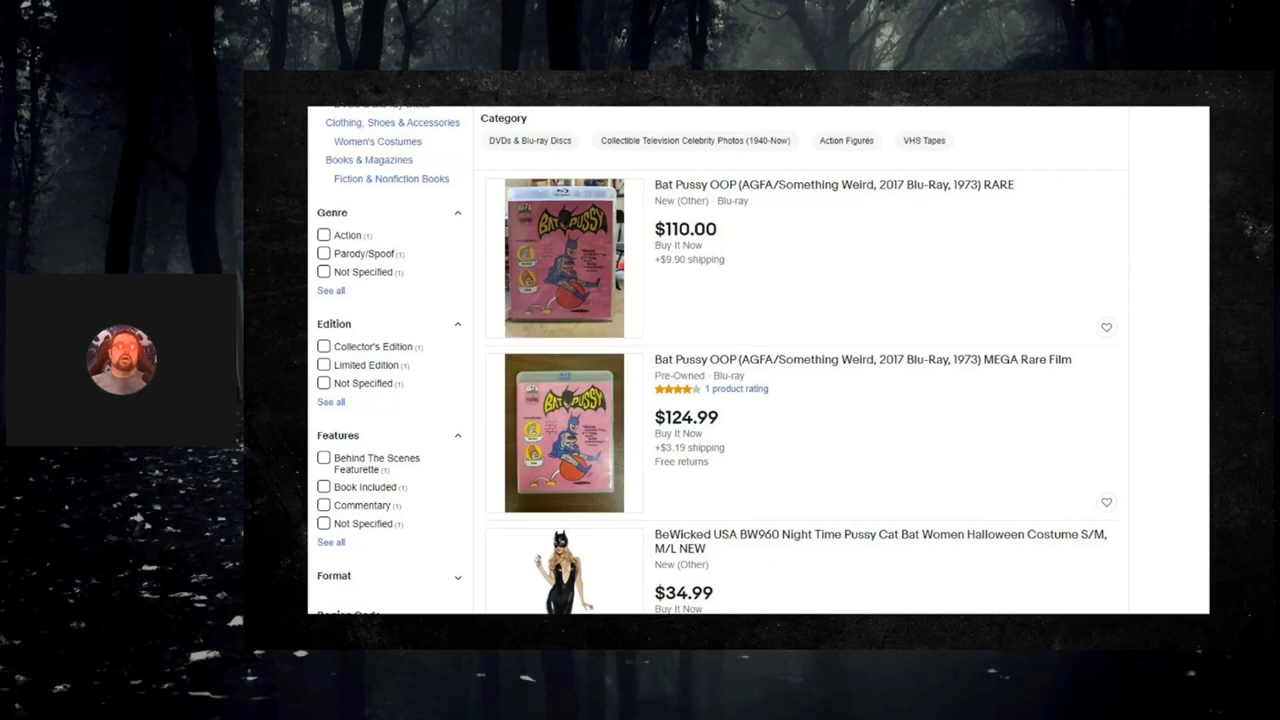 Clothing, Shoes & Accessories
Women's Costumes
Books & Magazines
Fiction & Nonfiction Books
Genre
Action (1)
Parody/Spoof (1)
Not Specified (1)
See all
Edition
Collector's Edition (1)
Limited Edition (1)
Not Specified (1)
See all
Features
Behind The Scenes
Featurette (1)
Book Included (1)
Commentary (1)
Not Specified (1)
See all
Format
Category
DVDs & Blu-ray Discs
Collectible Television Celebrity Photos (1940-Now)
Action Figures
VHS Tapes
BAT PUSSY
Bat Pussy OOP (AGFA/Something Weird, 2017 Blu-Ray, 1973) RARE
New (Other) · Blu-ray
$110.00
Buy It Now
+$9.90 shipping
BAT PUSSY
Bat Pussy OOP (AGFA/Something Weird, 2017 Blu-Ray, 1973) MEGA Rare Film
Pre-Owned · Blu-ray
1 product rating
$124.99
Buy It Now
+$3.19 shipping
Free returns
BeWicked USA BW960 Night Time Pussy Cat Bat Women Halloween Costume S/M,
M/L NEW
New (Other)
$34.99
Buy It Now